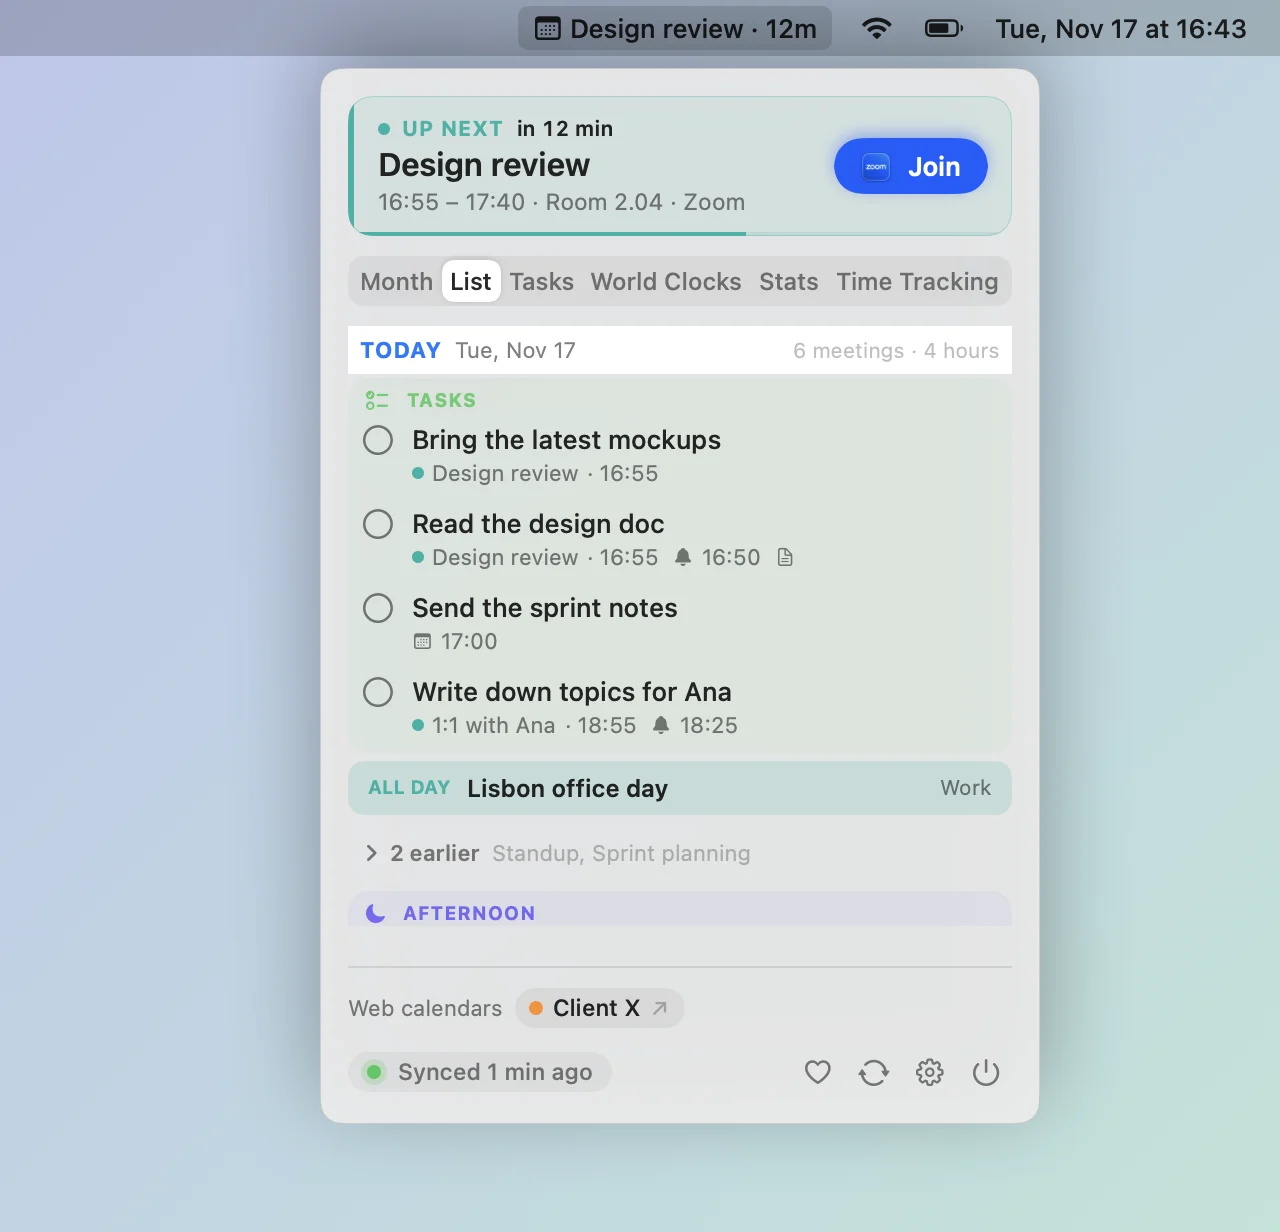 Design review · 12m
Tue, Nov 17 at 16:43
UP NEXT in 12 min
Design review
16:55 – 17:40 · Room 2.04 · Zoom
zoom Join
Month List Tasks World Clocks Stats Time Tracking
TODAY Tue, Nov 17 6 meetings · 4 hours
TASKS
Bring the latest mockups
Design review · 16:55
Read the design doc
Design review · 16:55 16:50
Send the sprint notes
17:00
Write down topics for Ana
1:1 with Ana · 18:55 18:25
ALL DAY Lisbon office day Work
2 earlier Standup, Sprint planning
AFTERNOON
Web calendars Client X
Synced 1 min ago